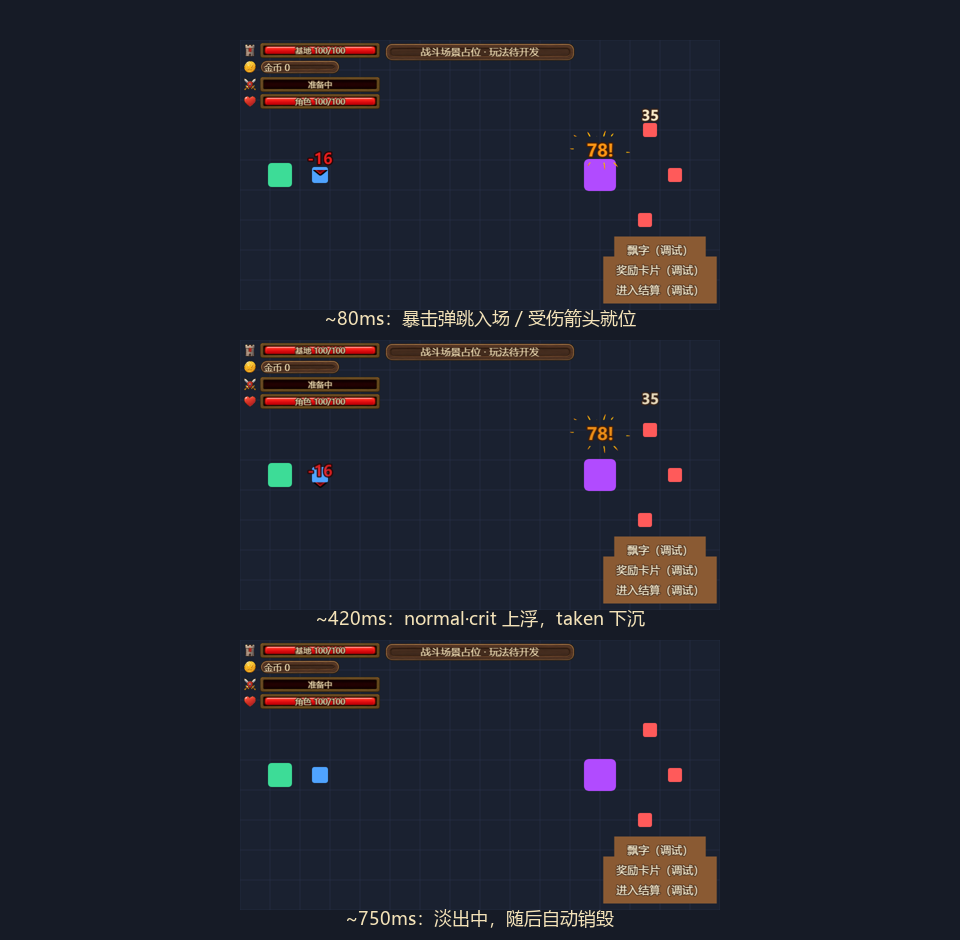 基地 100/100
战斗场景占位 · 玩法待开发
金币 0
准备中
角色 100/100
35
78!
-16
飘字（调试）
奖励卡片（调试）
进入结算（调试）
~80ms：暴击弹跳入场 / 受伤箭头就位
基地 100/100
战斗场景占位 · 玩法待开发
金币 0
准备中
角色 100/100
35
78!
-16
飘字（调试）
奖励卡片（调试）
进入结算（调试）
~420ms：normal·crit 上浮，taken 下沉
基地 100/100
战斗场景占位 · 玩法待开发
金币 0
准备中
角色 100/100
飘字（调试）
奖励卡片（调试）
进入结算（调试）
~750ms：淡出中，随后自动销毁